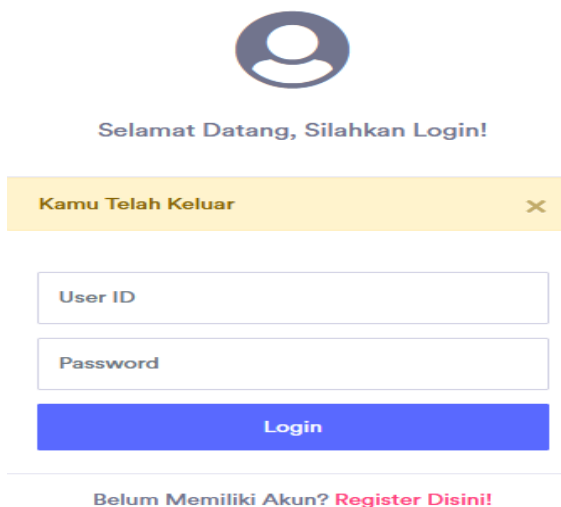 Selamat Datang, Silahkan Login!
Kamu Telah Keluar ×
User ID
Password
Login
Belum Memiliki Akun? Register Disini!